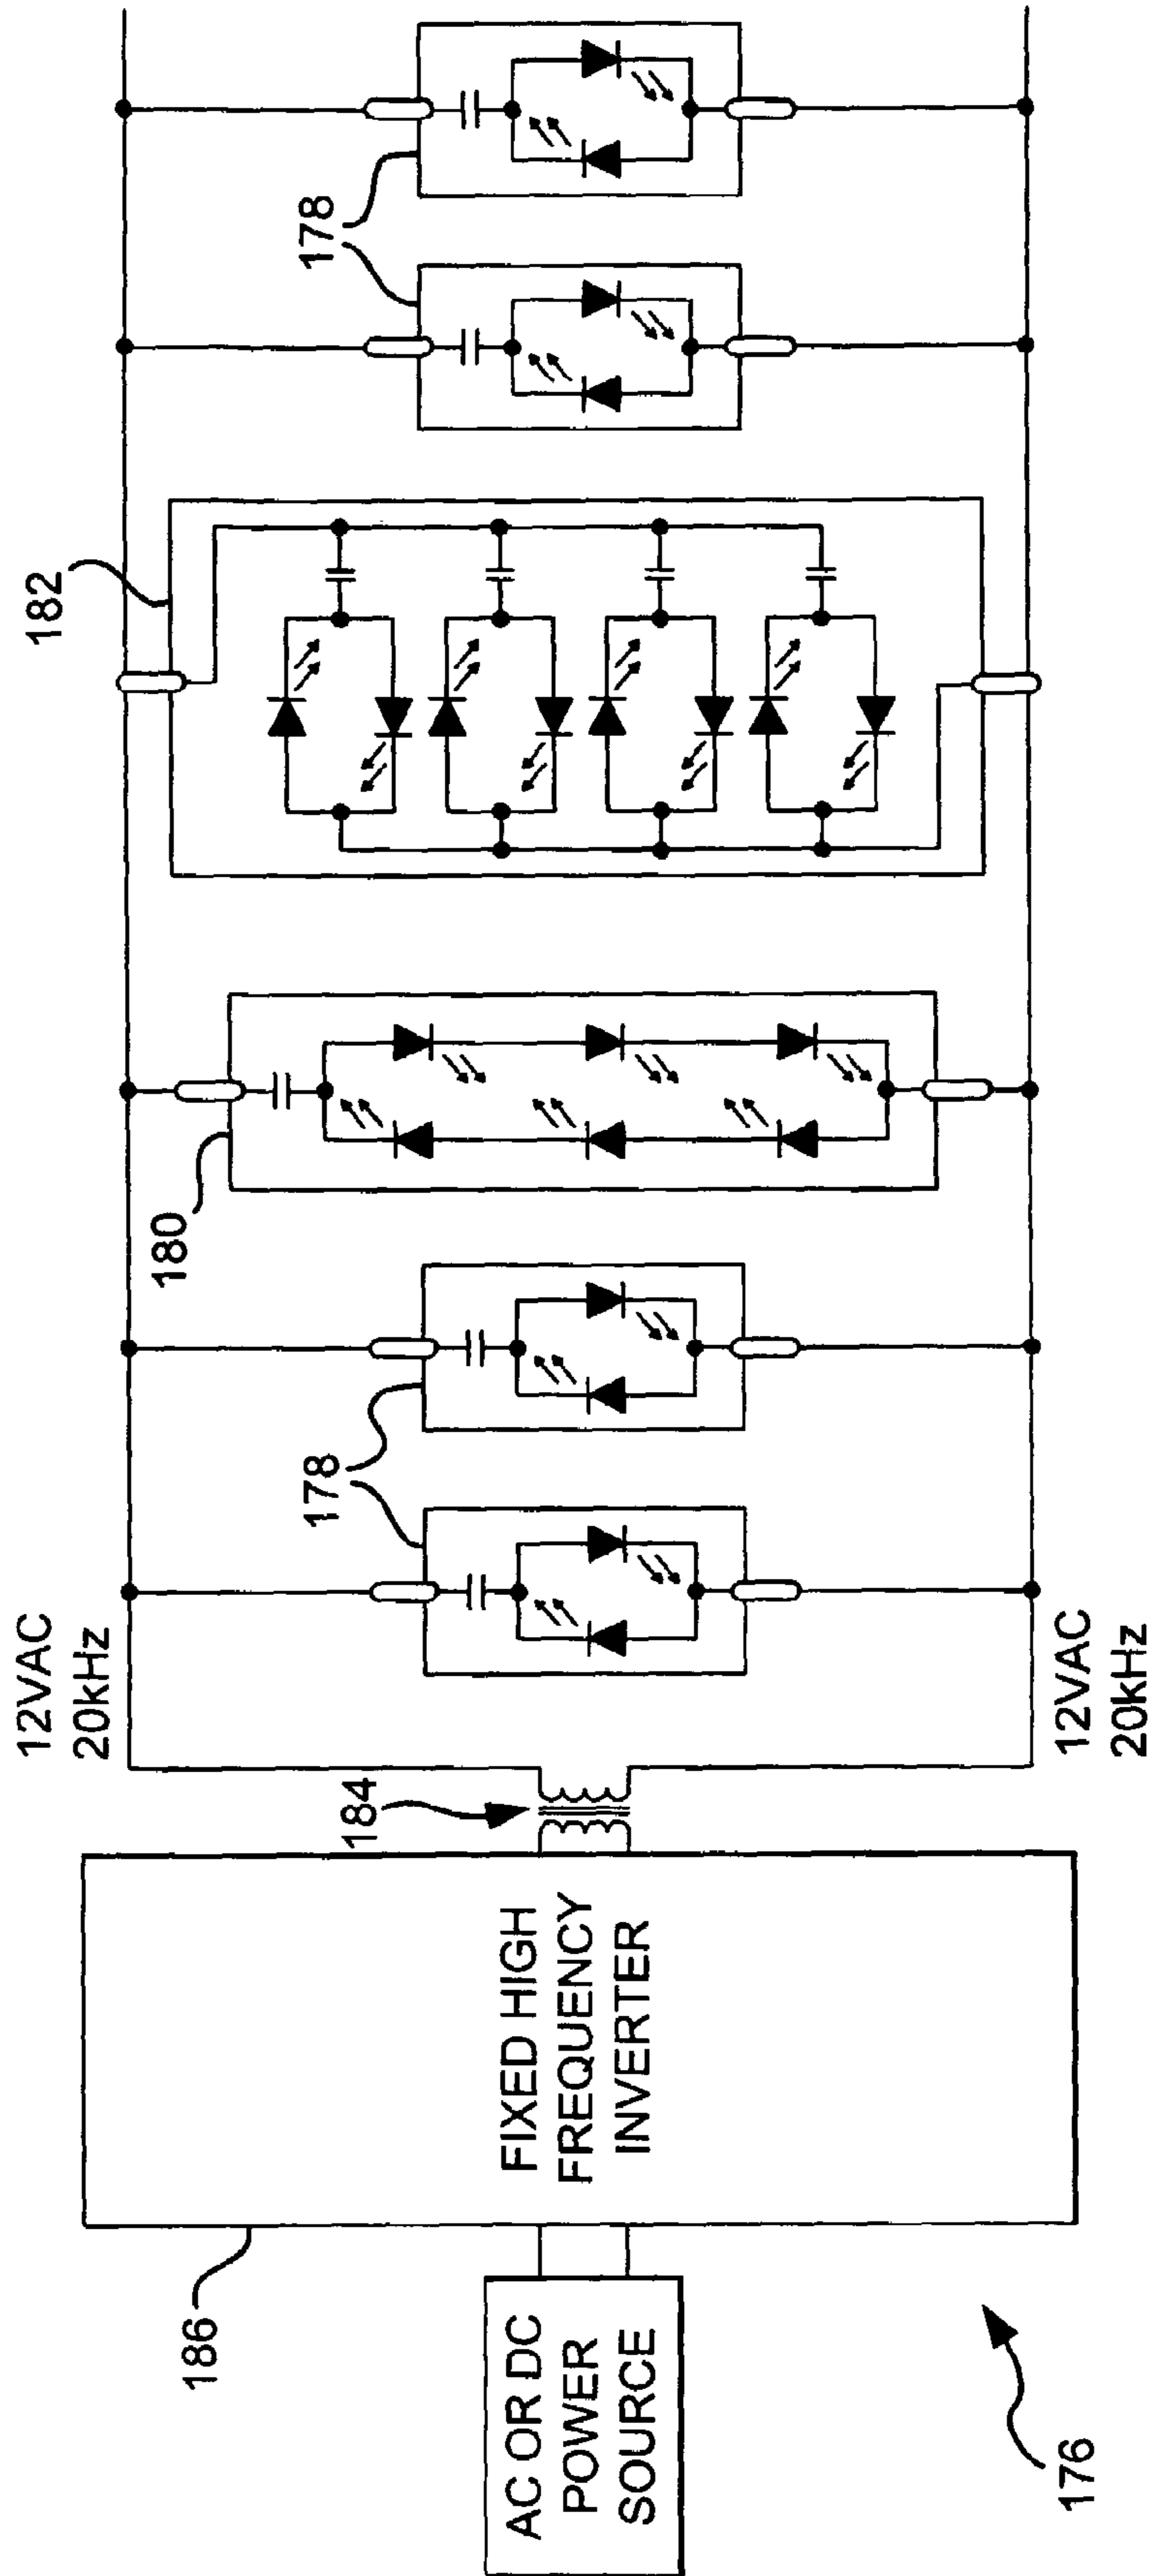 12VAC
20kHz
178
180
182
178
184
186
FIXED HIGH
FREQUENCY
INVERTER
AC OR DC
POWER
SOURCE
12VAC
20kHz
176